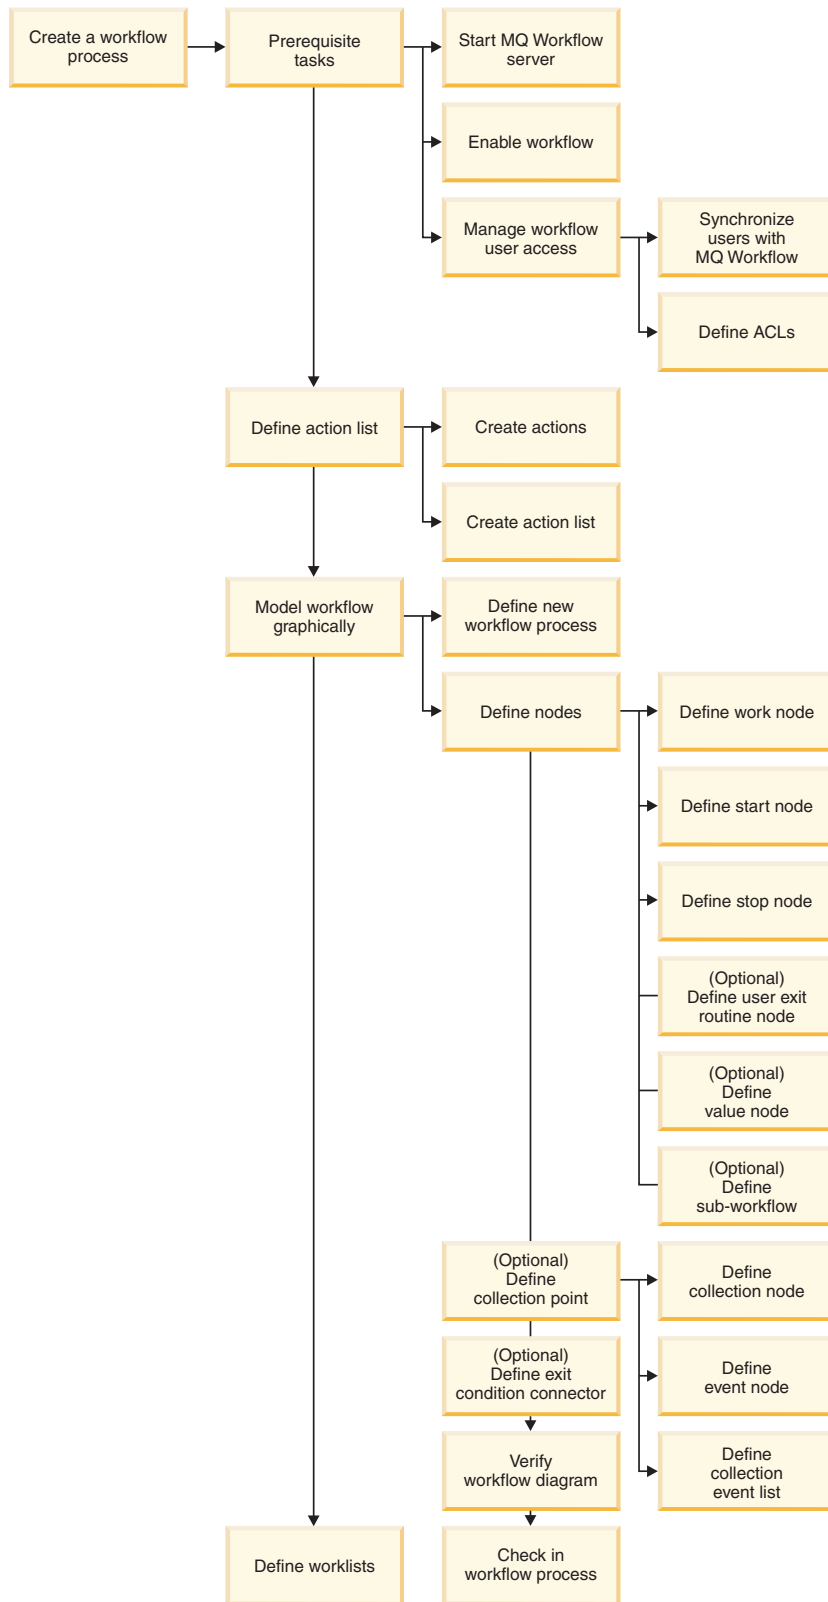 Create a workflow
process
Prerequisite
tasks
Start MQ Workflow
server
Enable workflow
Manage workflow
user access
Synchronize
users with
MQ Workflow
Define ACLs
Define action list
Create actions
Create action list
Model workflow
graphically
Define new
workflow process
Define nodes
Define work node
Define start node
Define stop node
(Optional)
Define user exit
routine node
(Optional)
Define
value node
(Optional)
Define
sub-workflow
(Optional)
Define
collection point
Define
collection node
(Optional)
Define exit
condition connector
Define
event node
Verify
workflow diagram
Define
collection
event list
Define worklists
Check in
workflow process